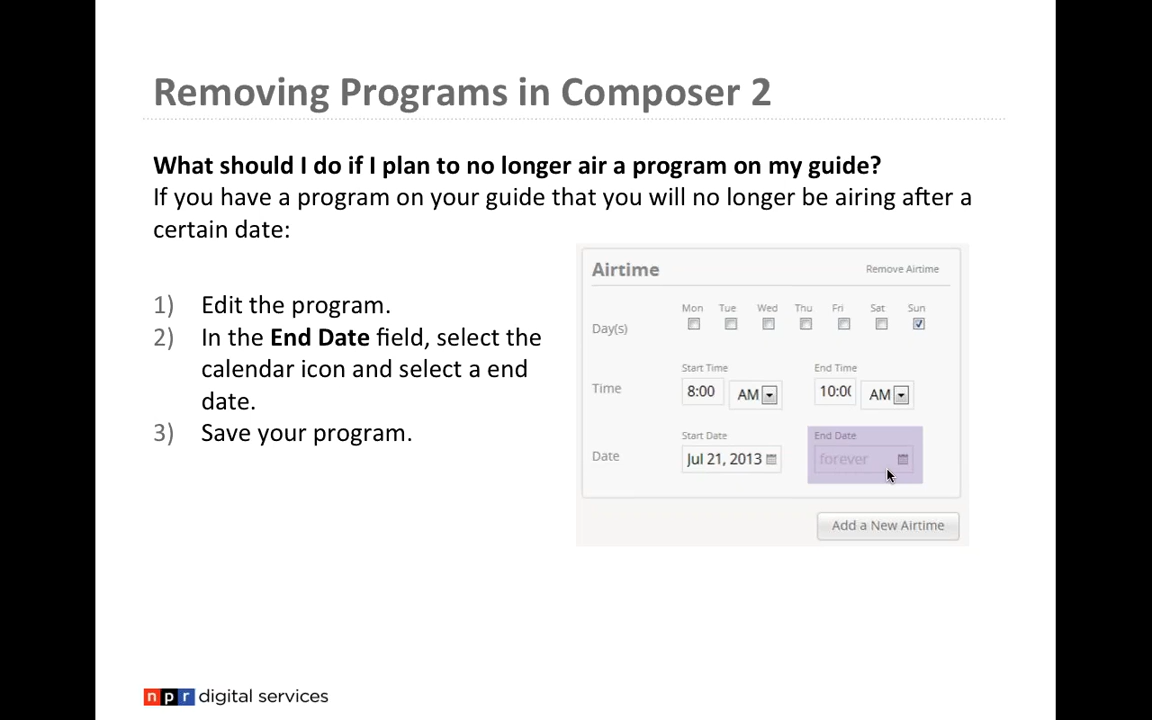 Removing Programs in Composer 2
What should I do if I plan to no longer air a program on my guide?
If you have a program on your guide that you will no longer be airing after a
certain date:
1) Edit the program.
2) In the End Date field, select the
calendar icon and select a end
date.
3) Save your program.
Airtime
Remove Airtime
Mon Tue Wed Thu Fri Sat Sun
Day(s)
Start Time End Time
Time 8:00 AM 10:00 AM
Start Date End Date
Date Jul 21, 2013 forever
Add a New Airtime
npr digital services